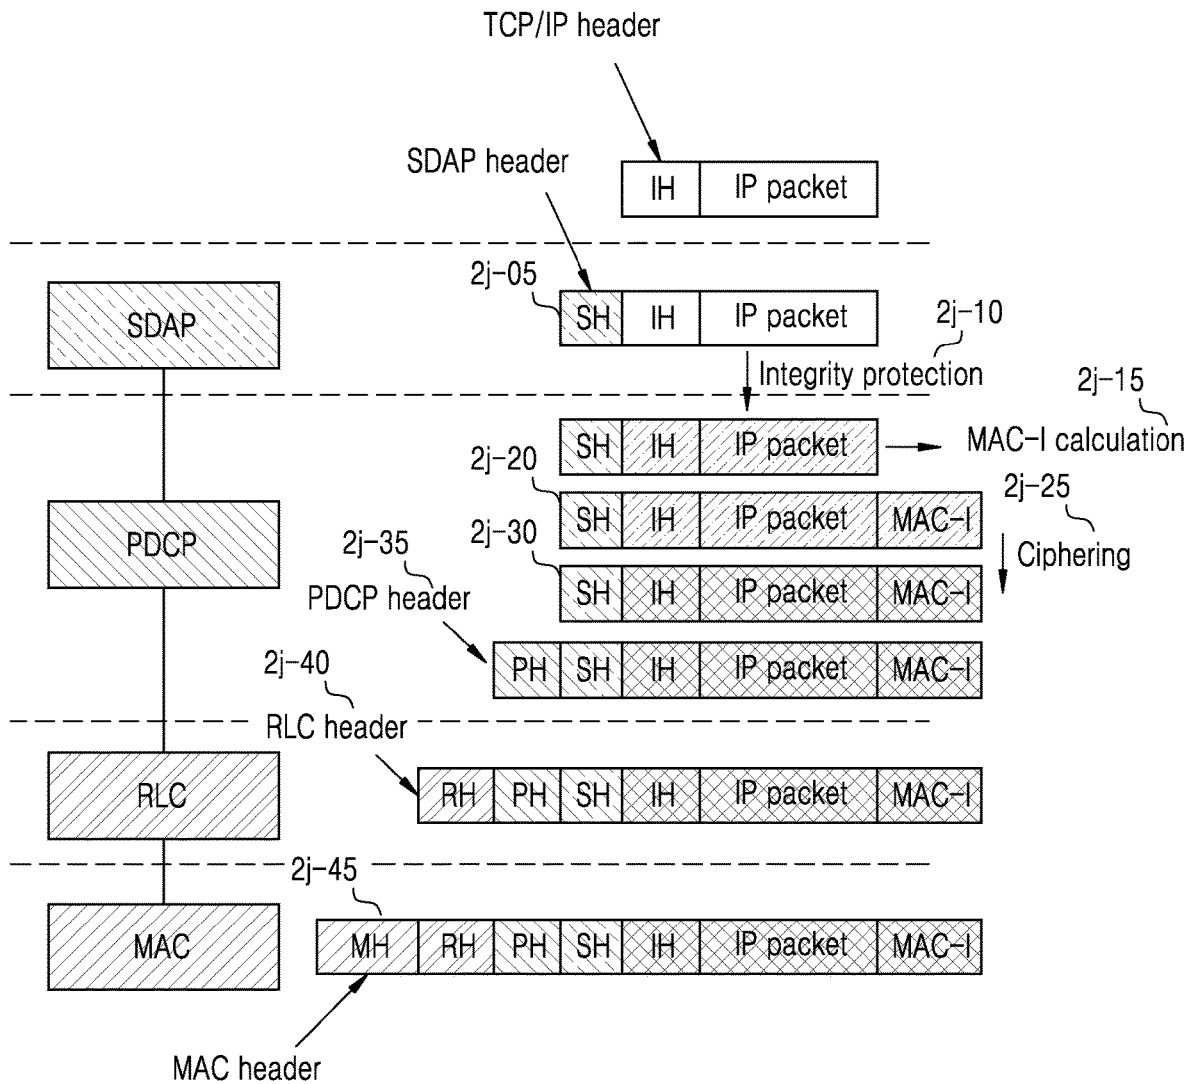 TCP/IP header
SDAP header
IH IP packet
2j-05
SDAP
SH IH IP packet
2j-10
Integrity protection
2j-15
SH IH IP packet
MAC-I calculation
2j-20
2j-25
SH IH IP packet MAC-I
PDCP
2j-30
2j-35
Ciphering
SH IH IP packet MAC-I
PDCP header
2j-40
PH SH IH IP packet MAC-I
RLC header
RLC
RH PH SH IH IP packet MAC-I
2j-45
MAC
MH RH PH SH IH IP packet MAC-I
MAC header